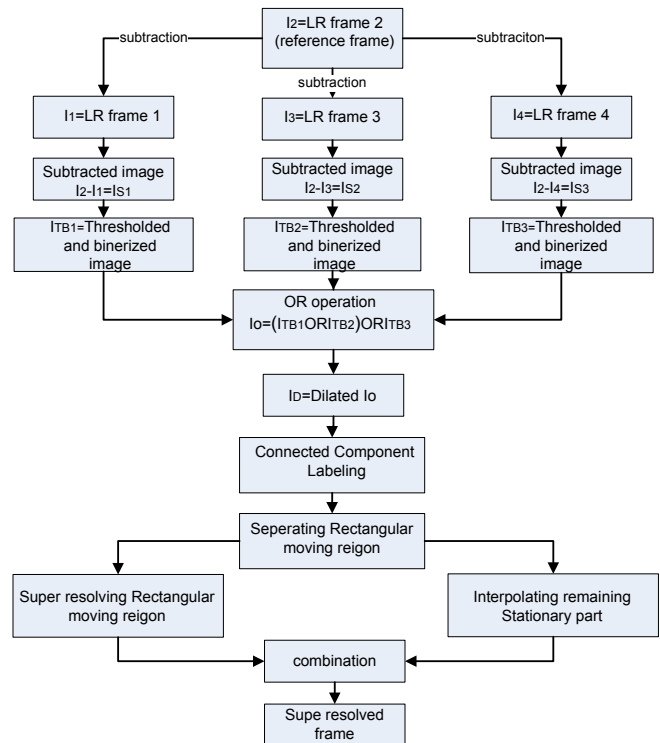 I2=LR frame 2
(reference frame)
subtraction
subtraciton
subtraction
I1=LR frame 1
I3=LR frame 3
I4=LR frame 4
Subtracted image
I2-I1=IS1
Subtracted image
I2-I3=IS2
Subtracted image
I2-I4=IS3
ITB1=Thresholded
and binerized
image
ITB2=Thresholded
and binerized
image
ITB3=Thresholded
and binerized
image
OR operation
Io=(ITB1ORITB2)ORITB3
ID=Dilated Io
Connected Component
Labeling
Seperating Rectangular
moving reigon
Super resolving Rectangular
moving reigon
Interpolating remaining
Stationary part
combination
Supe resolved
frame